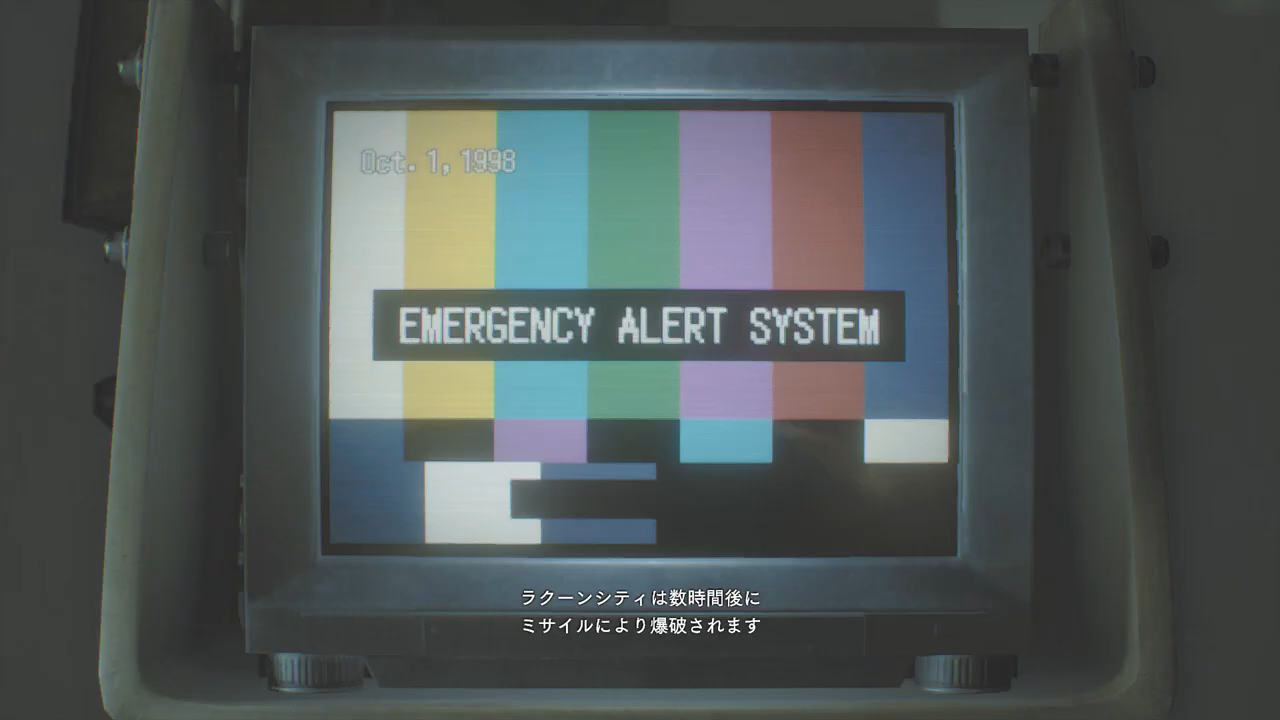 Oct. 1, 1998
EMERGENCY ALERT SYSTEM
ラクーンシティは数時間後に
ミサイルにより爆破されます